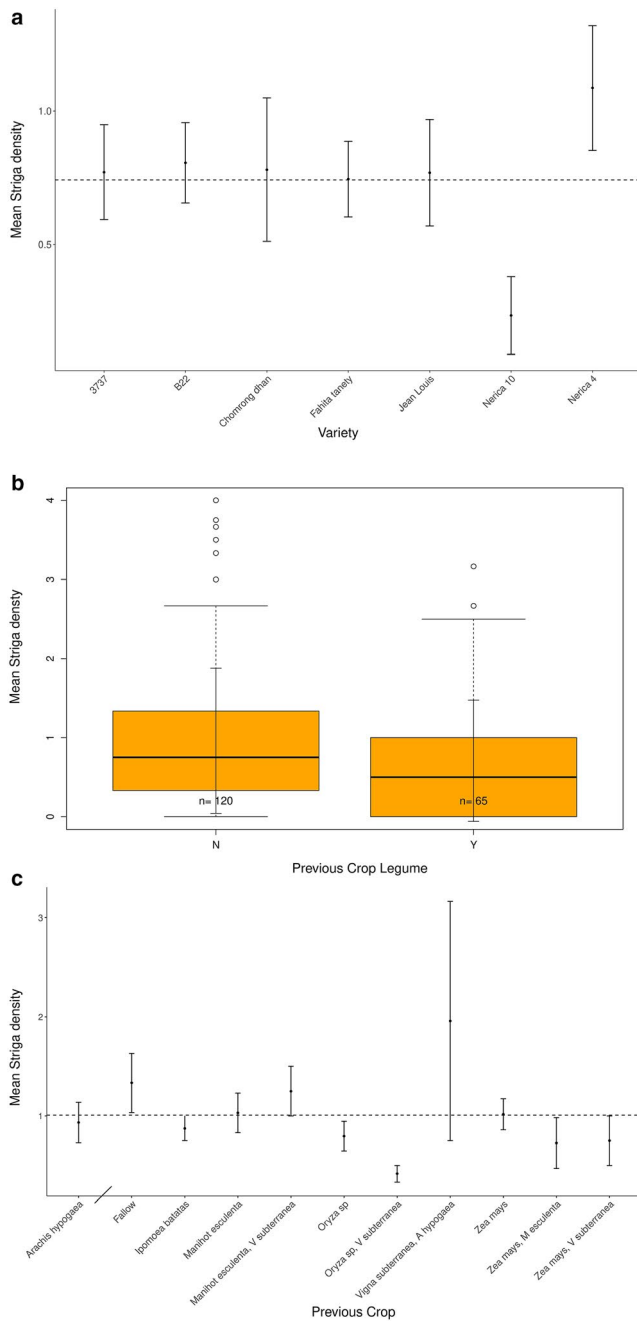 a
Mean Striga density
1.0
0.5
3737
B22
Chomrong dhan
Fahita tanety
Jean Louis
Nerica 10
Nerica 4
Variety
b
Mean Striga densty
4
3
2
1
0
n= 120
n= 65
N
Y
Previous Crop Legume
c
Mean Striga density
3
2
1
Arachis hypogaea
Fallow
Ipomoea batatas
Manihot esculenta
Manihot esculenta, V subterranea
Oryza sp
Oryza sp, V subterranea
Vigna subterranea, A hypogaea
Zea mays
Zea mays, M esculenta
Zea mays, V subterranea
Previous Crop